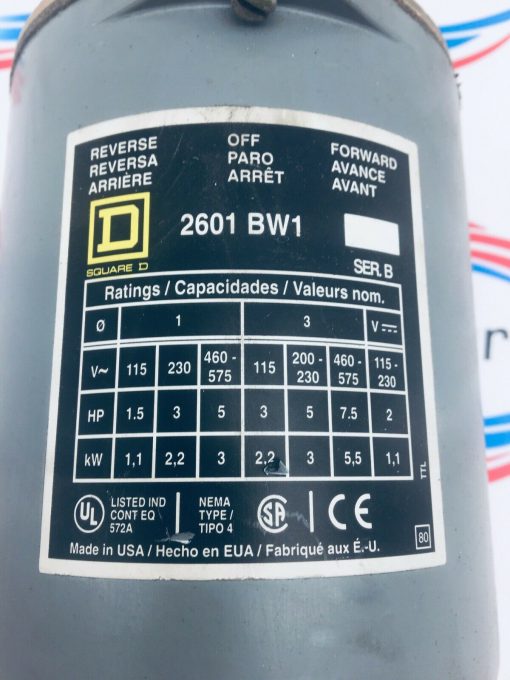 REVERSE
REVERSA
ARRIÈRE
OFF
PARO
ARRÊT
FORWARD
AVANCE
AVANT
D
SQUARE D
2601 BW1
SER. B
Ratings / Capacidades / Valeurs nom.
Ø 1 3 V⎓
V~ 115 230 460-575 115 200-230 460-575 115-230
HP 1.5 3 5 3 5 7.5 2
kW 1,1 2,2 3 2,2 3 5,5 1,1
UL LISTED IND
CONT EQ
572A
NEMA
TYPE /
TIPO 4
SA
CE
Made in USA / Hecho en EUA / Fabriqué aux É.-U.
TTL
80
r